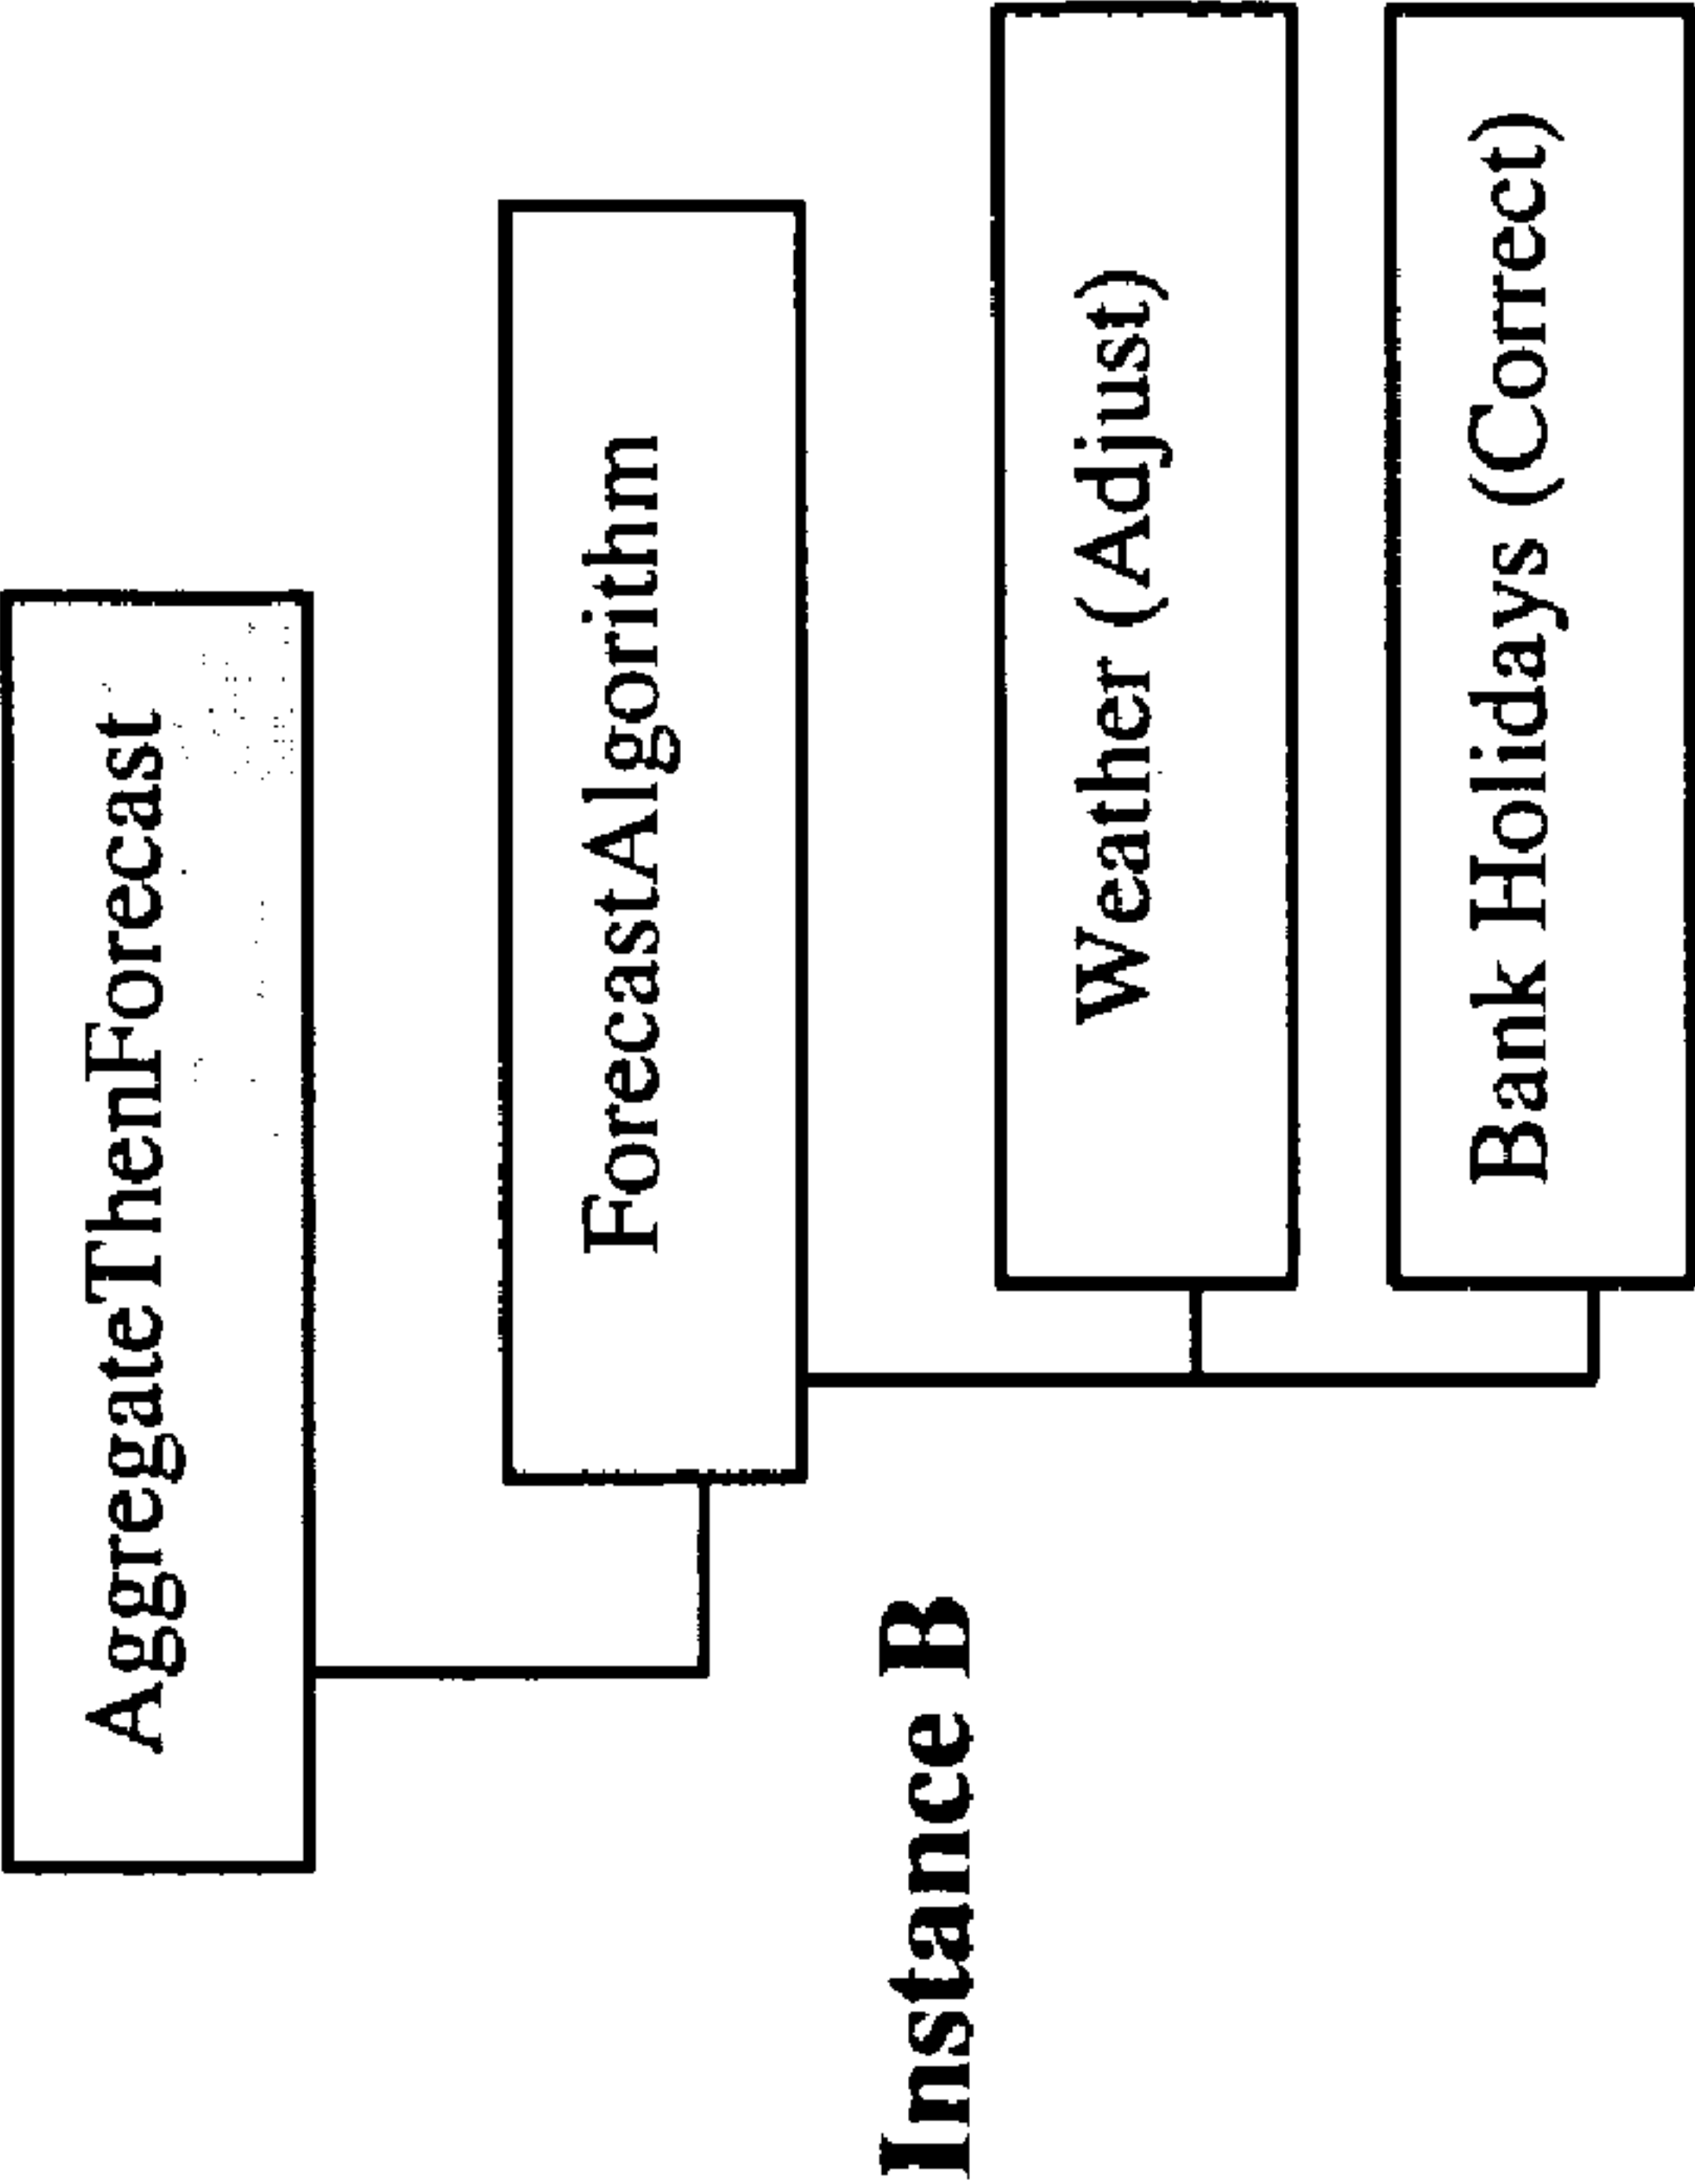 AggregateThenForecast
ForecastAlgorithm
Instance B
Weather (Adjust)
Bank Holidays (Correct)